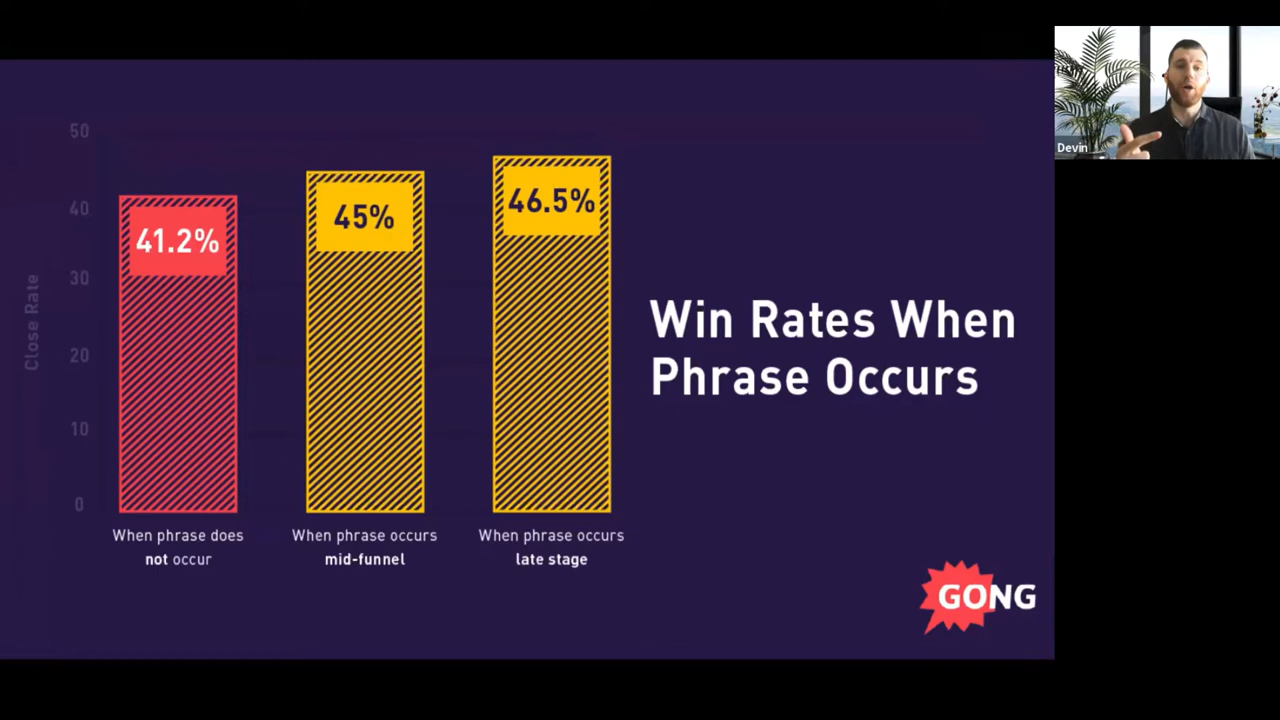 50
40
30
20
10
0
Close Rate
41.2%
45%
46.5%
When phrase does
not occur
When phrase occurs
mid-funnel
When phrase occurs
late stage
Win Rates When
Phrase Occurs
GONG
Devin